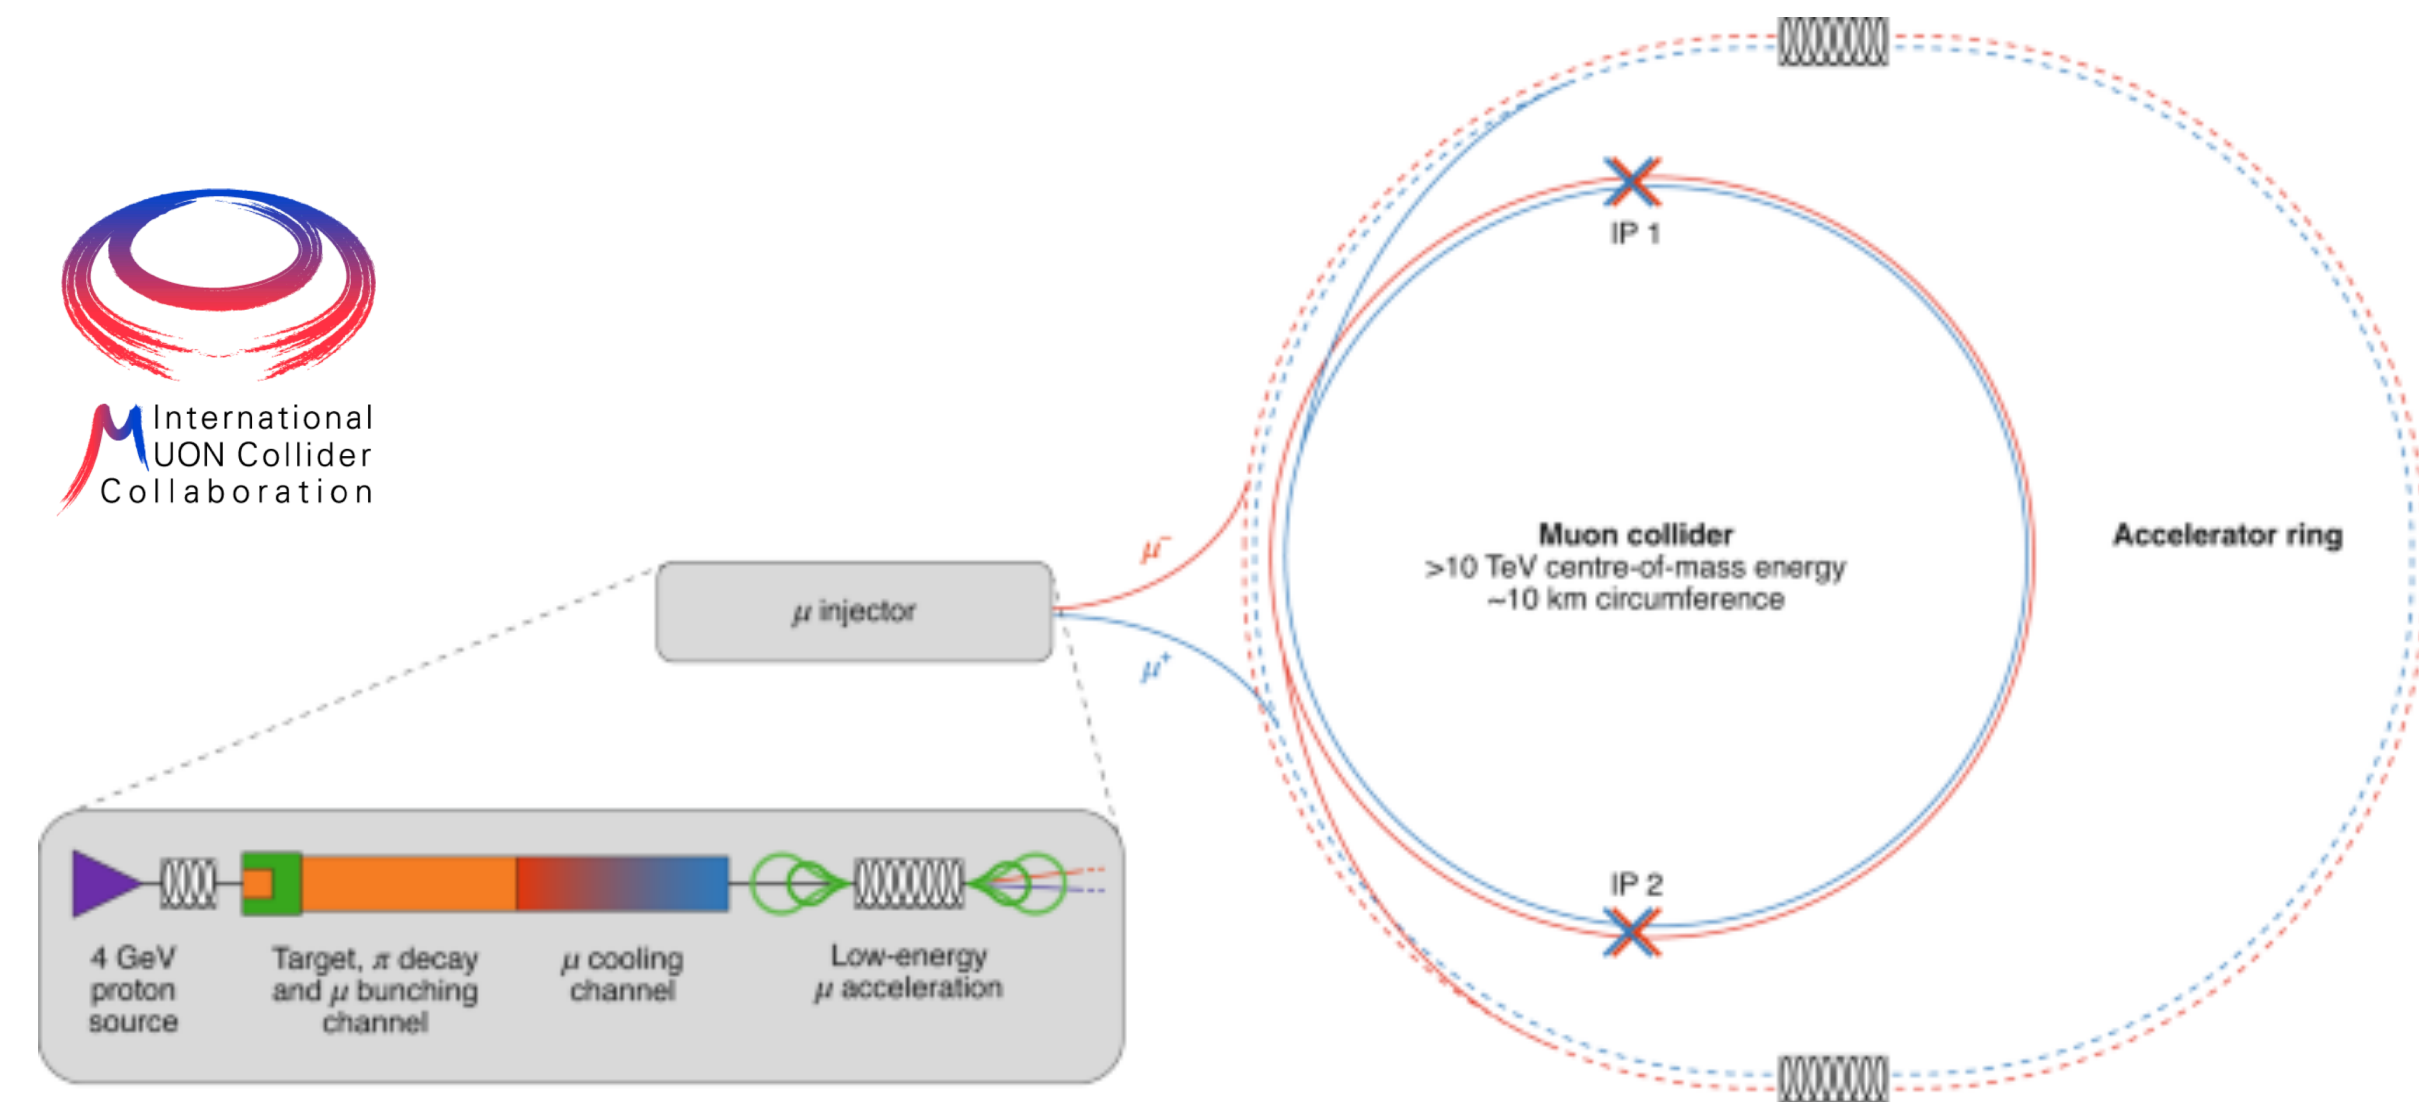 International
MUON Collider
Collaboration
μ injector
μ⁻
μ⁺
4 GeV
proton
source
Target, π decay
and μ bunching
channel
μ cooling
channel
Low-energy
μ acceleration
IP 1
Muon collider
>10 TeV centre-of-mass energy
~10 km circumference
IP 2
Accelerator ring